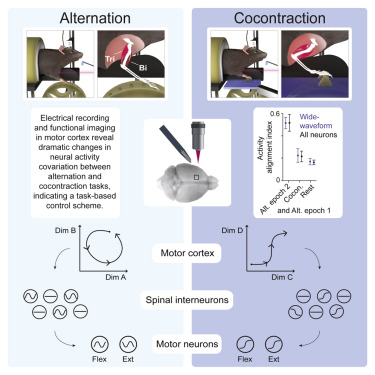 Alternation
Cocontraction
Tri
Bi
Electrical recording
and functional imaging
in motor cortex reveal
dramatic changes in
neural activity
covariation between
alternation and
cocontraction tasks,
indicating a task-based
control scheme.
Activity
alignment index
0.6
0
Wide-
waveform
All neurons
Alt. epoch 2
Cocon.
Rest
and Alt. epoch 1
Dim B
Dim A
Motor cortex
Dim D
Dim C
Spinal interneurons
Motor neurons
Flex Ext
Flex Ext